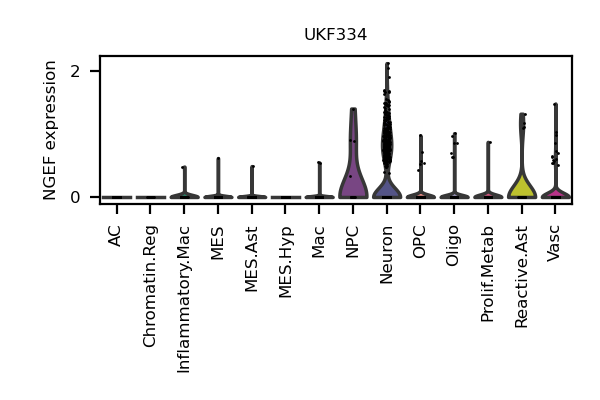 UKF334
NGEF expression
2
0
AC
Chromatin.Reg
Inflammatory.Mac
MES
MES.Ast
MES.Hyp
Mac
NPC
Neuron
OPC
Oligo
Prolif.Metab
Reactive.Ast
Vasc